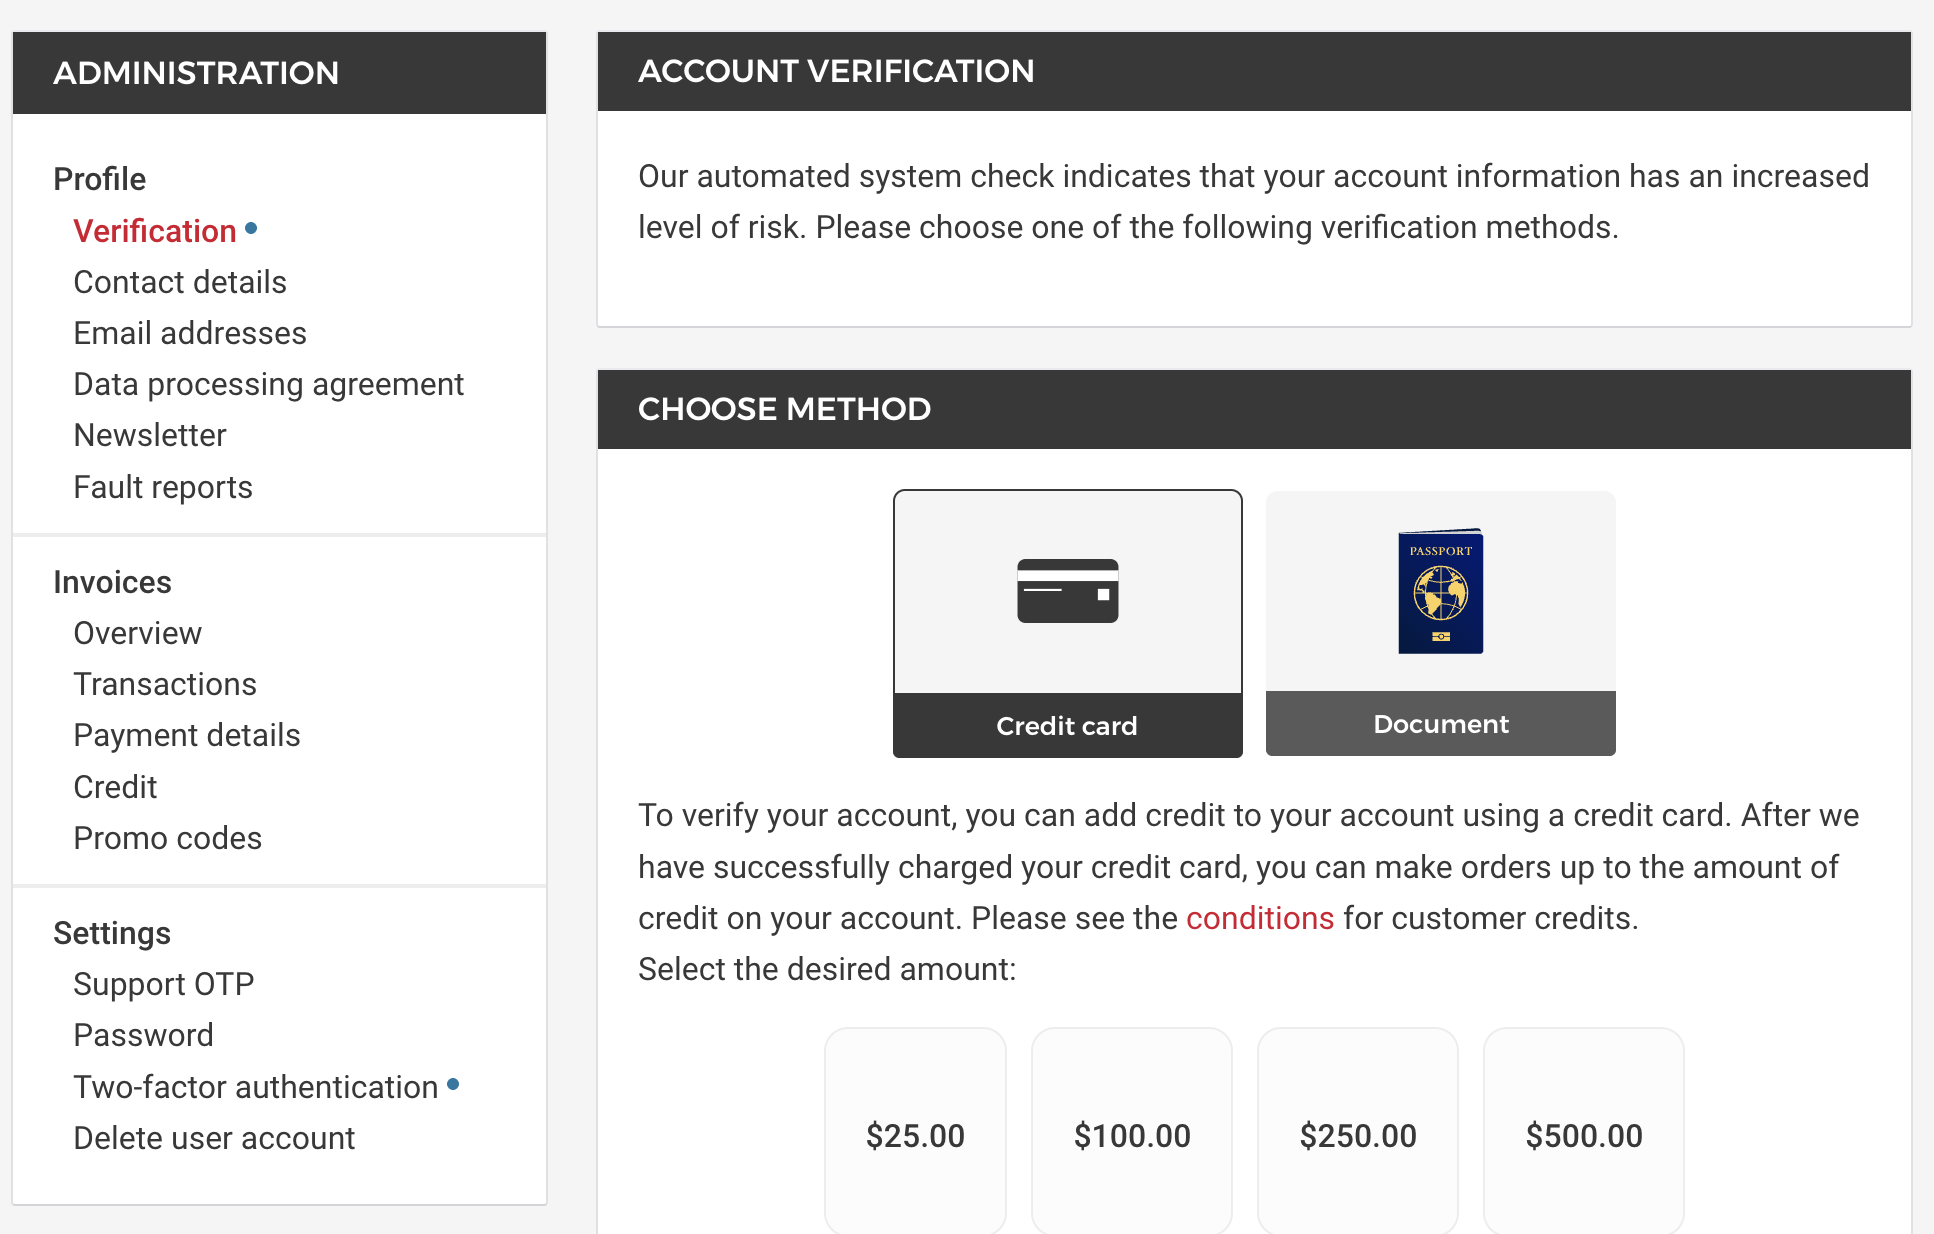 ADMINISTRATION
Profile
Verification
Contact details
Email addresses
Data processing agreement
Newsletter
Fault reports
Invoices
Overview
Transactions
Payment details
Credit
Promo codes
Settings
Support OTP
Password
Two-factor authentication
Delete user account
ACCOUNT VERIFICATION
Our automated system check indicates that your account information has an increased
level of risk. Please choose one of the following verification methods.
CHOOSE METHOD
PASSPORT
Credit card
Document
To verify your account, you can add credit to your account using a credit card. After we
have successfully charged your credit card, you can make orders up to the amount of
credit on your account. Please see the conditions for customer credits.
Select the desired amount:
$25.00
$100.00
$250.00
$500.00